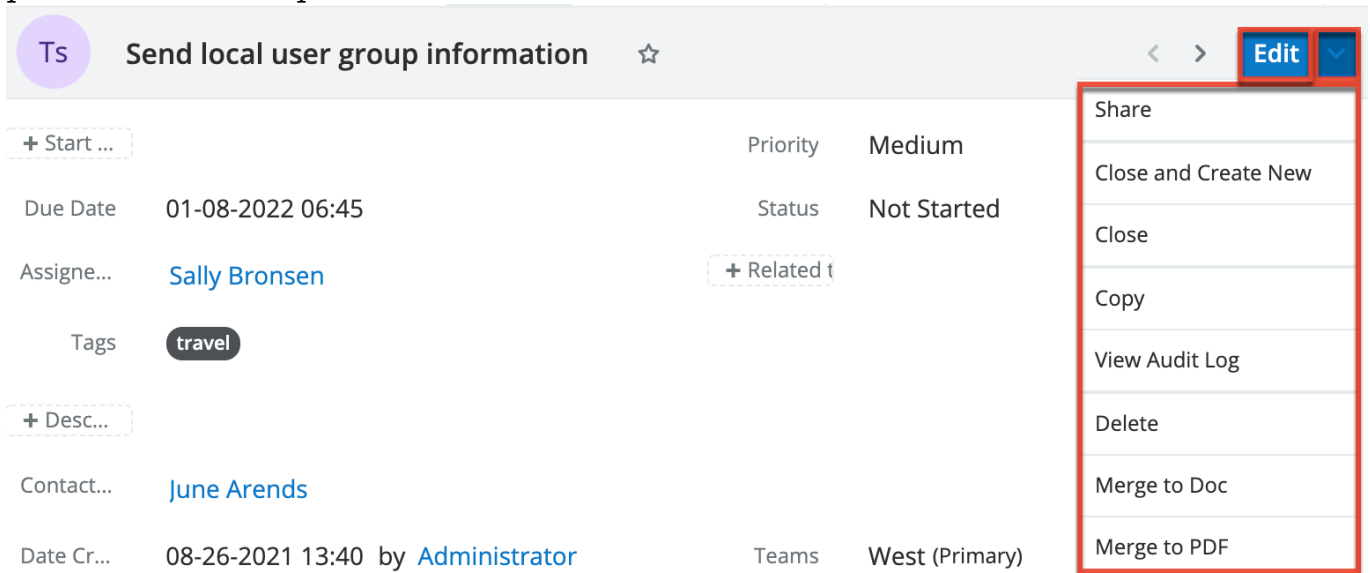 Ts Send local user group information Edit
Share
+ Start ... Priority Medium
Close and Create New
Due Date 01-08-2022 06:45 Status Not Started
Close
Assigne... Sally Bronsen + Related t
Copy
Tags travel
View Audit Log
+ Desc...
Delete
Contact... June Arends
Merge to Doc
Date Cr... 08-26-2021 13:40 by Administrator Teams West (Primary)
Merge to PDF